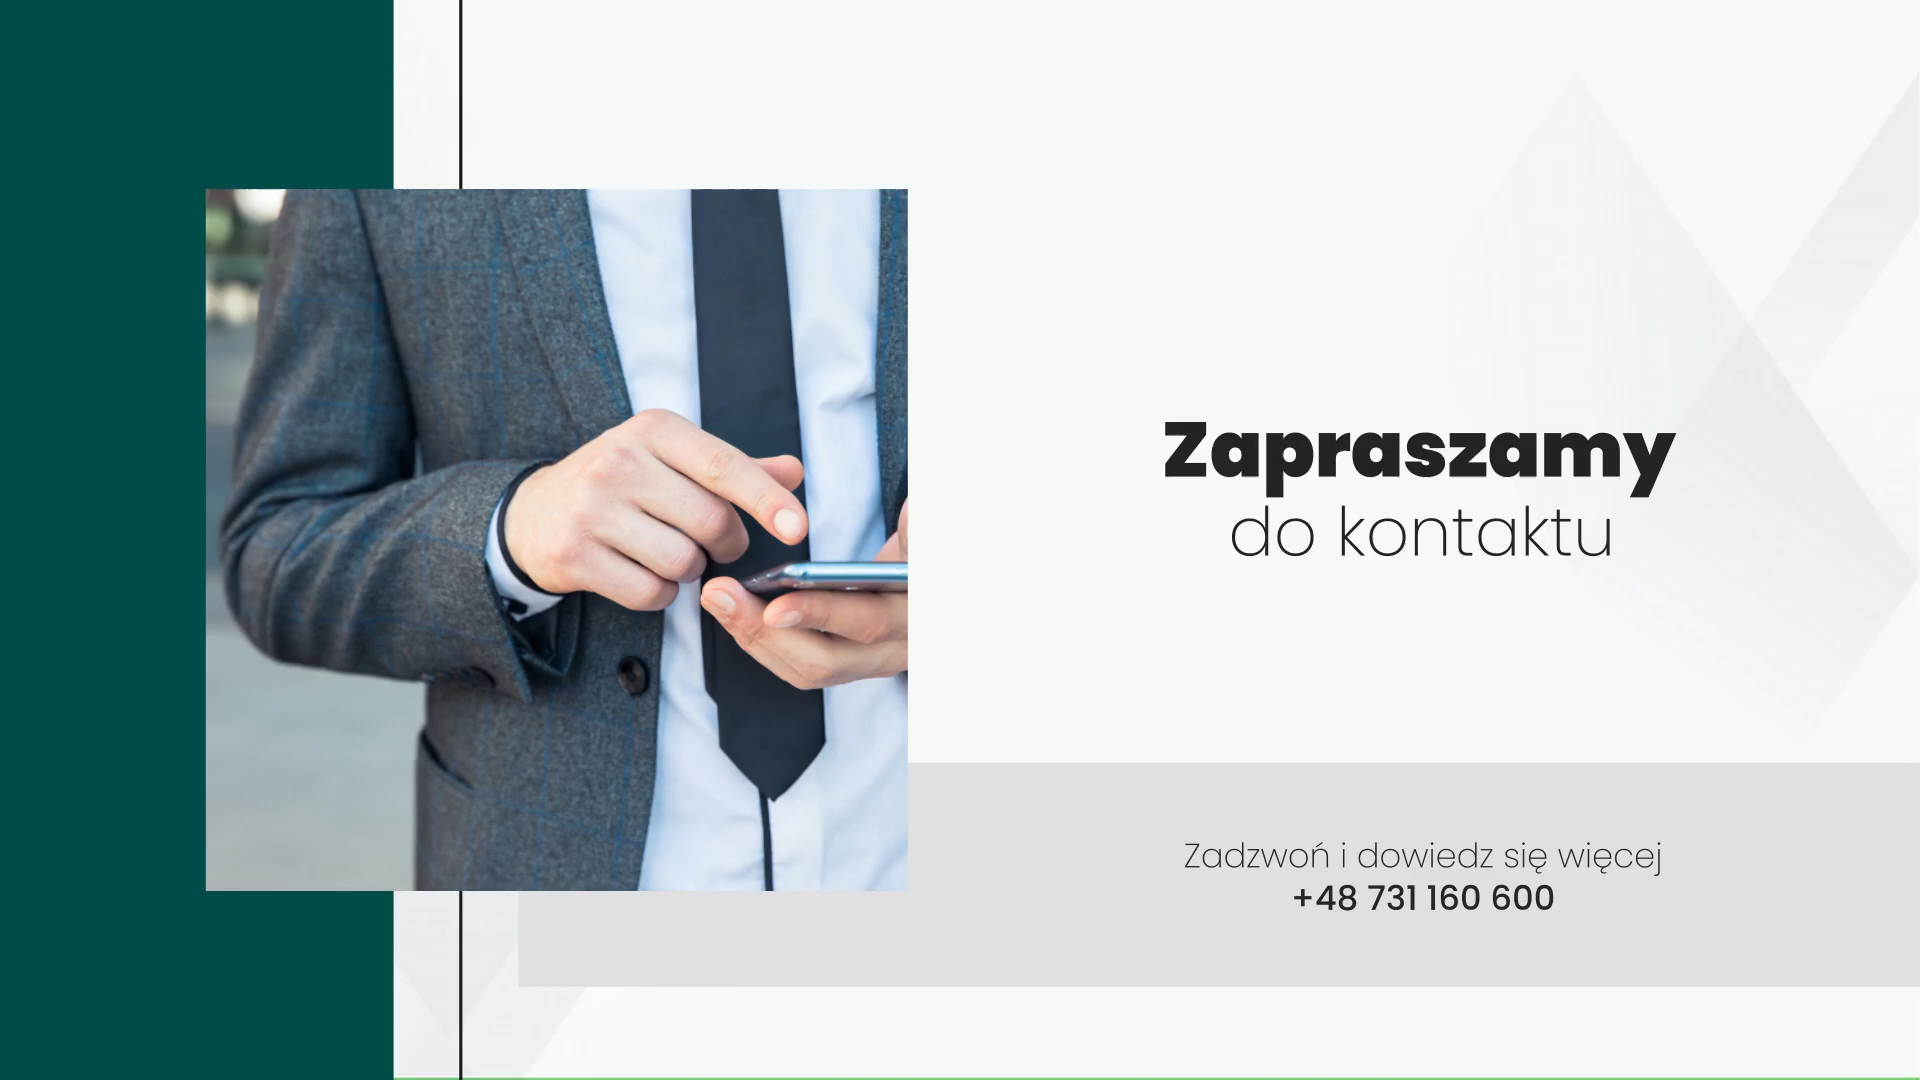 Zapraszamy
do kontaktu
Zadzwoń i dowiedz się więcej
+48 731 160 600